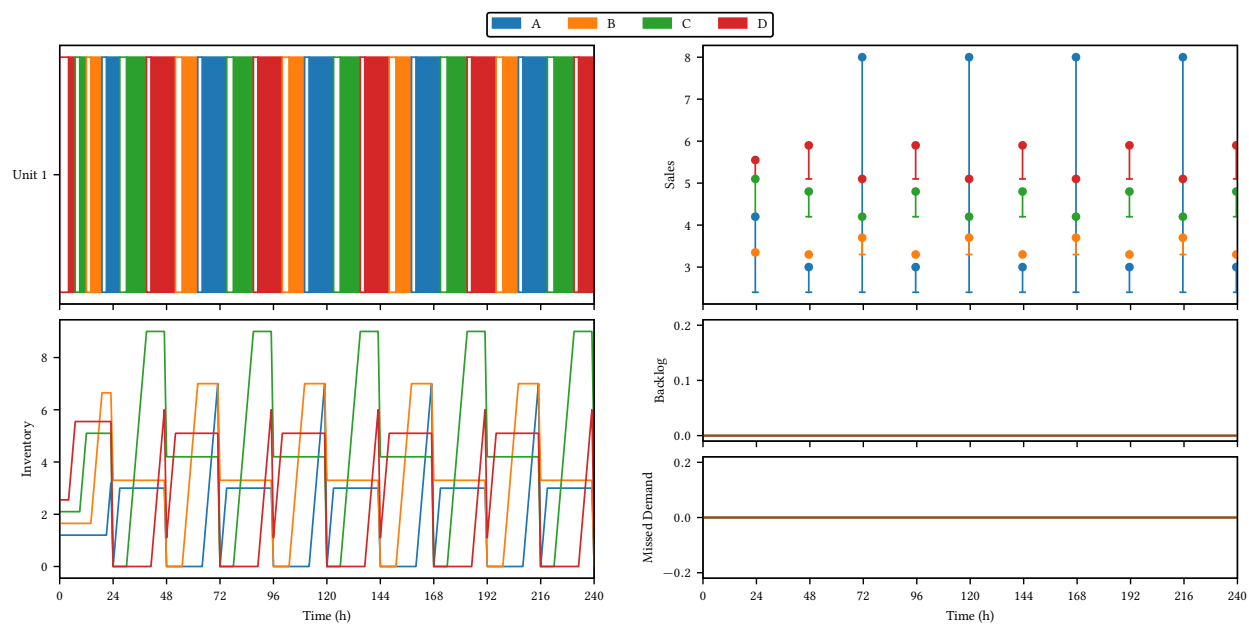 A B C D
Unit 1
8
7
6
5
4
3
Sales
8
6
4
2
0
Inventory
0 24 48 72 96 120 144 168 192 216 240
Time (h)
0.2
0.1
0.0
Backlog
0.2
0.0
−0.2
Missed Demand
0 24 48 72 96 120 144 168 192 216 240
Time (h)